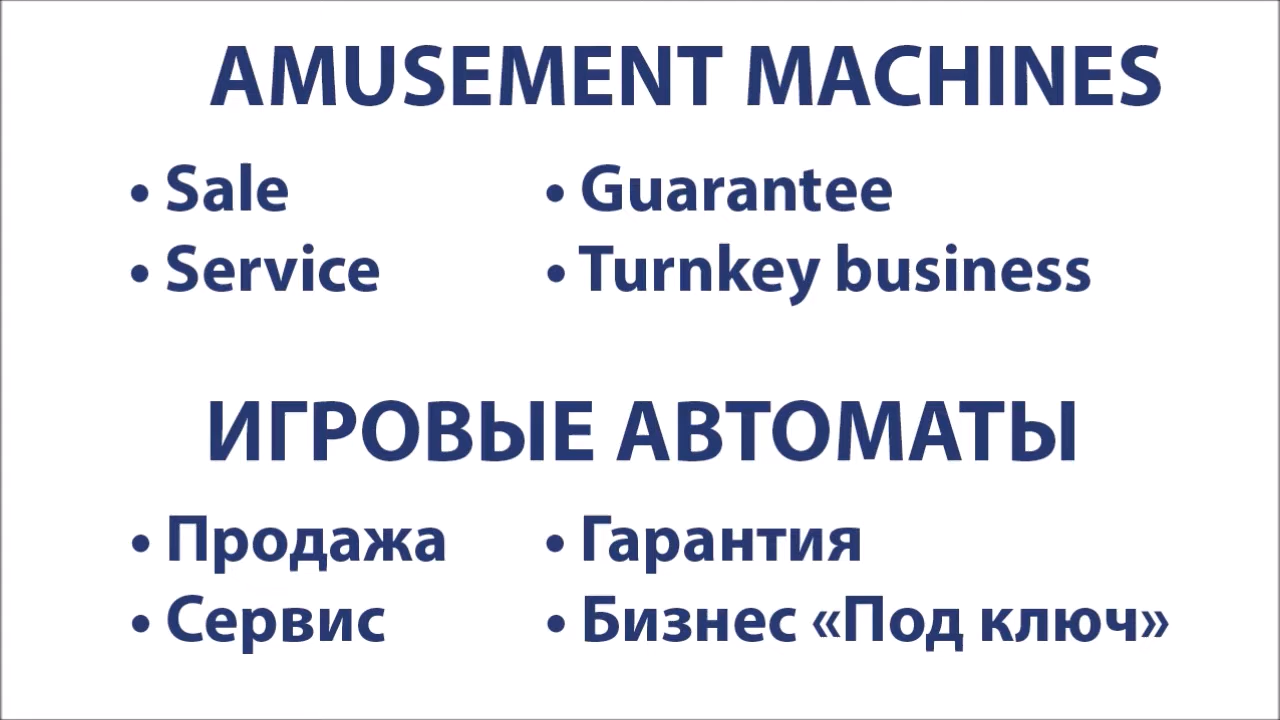 AMUSEMENT MACHINES
• Sale • Guarantee
• Service • Turnkey business
ИГРОВЫЕ АВТОМАТЫ
• Продажа • Гарантия
• Сервис • Бизнес «Под ключ»